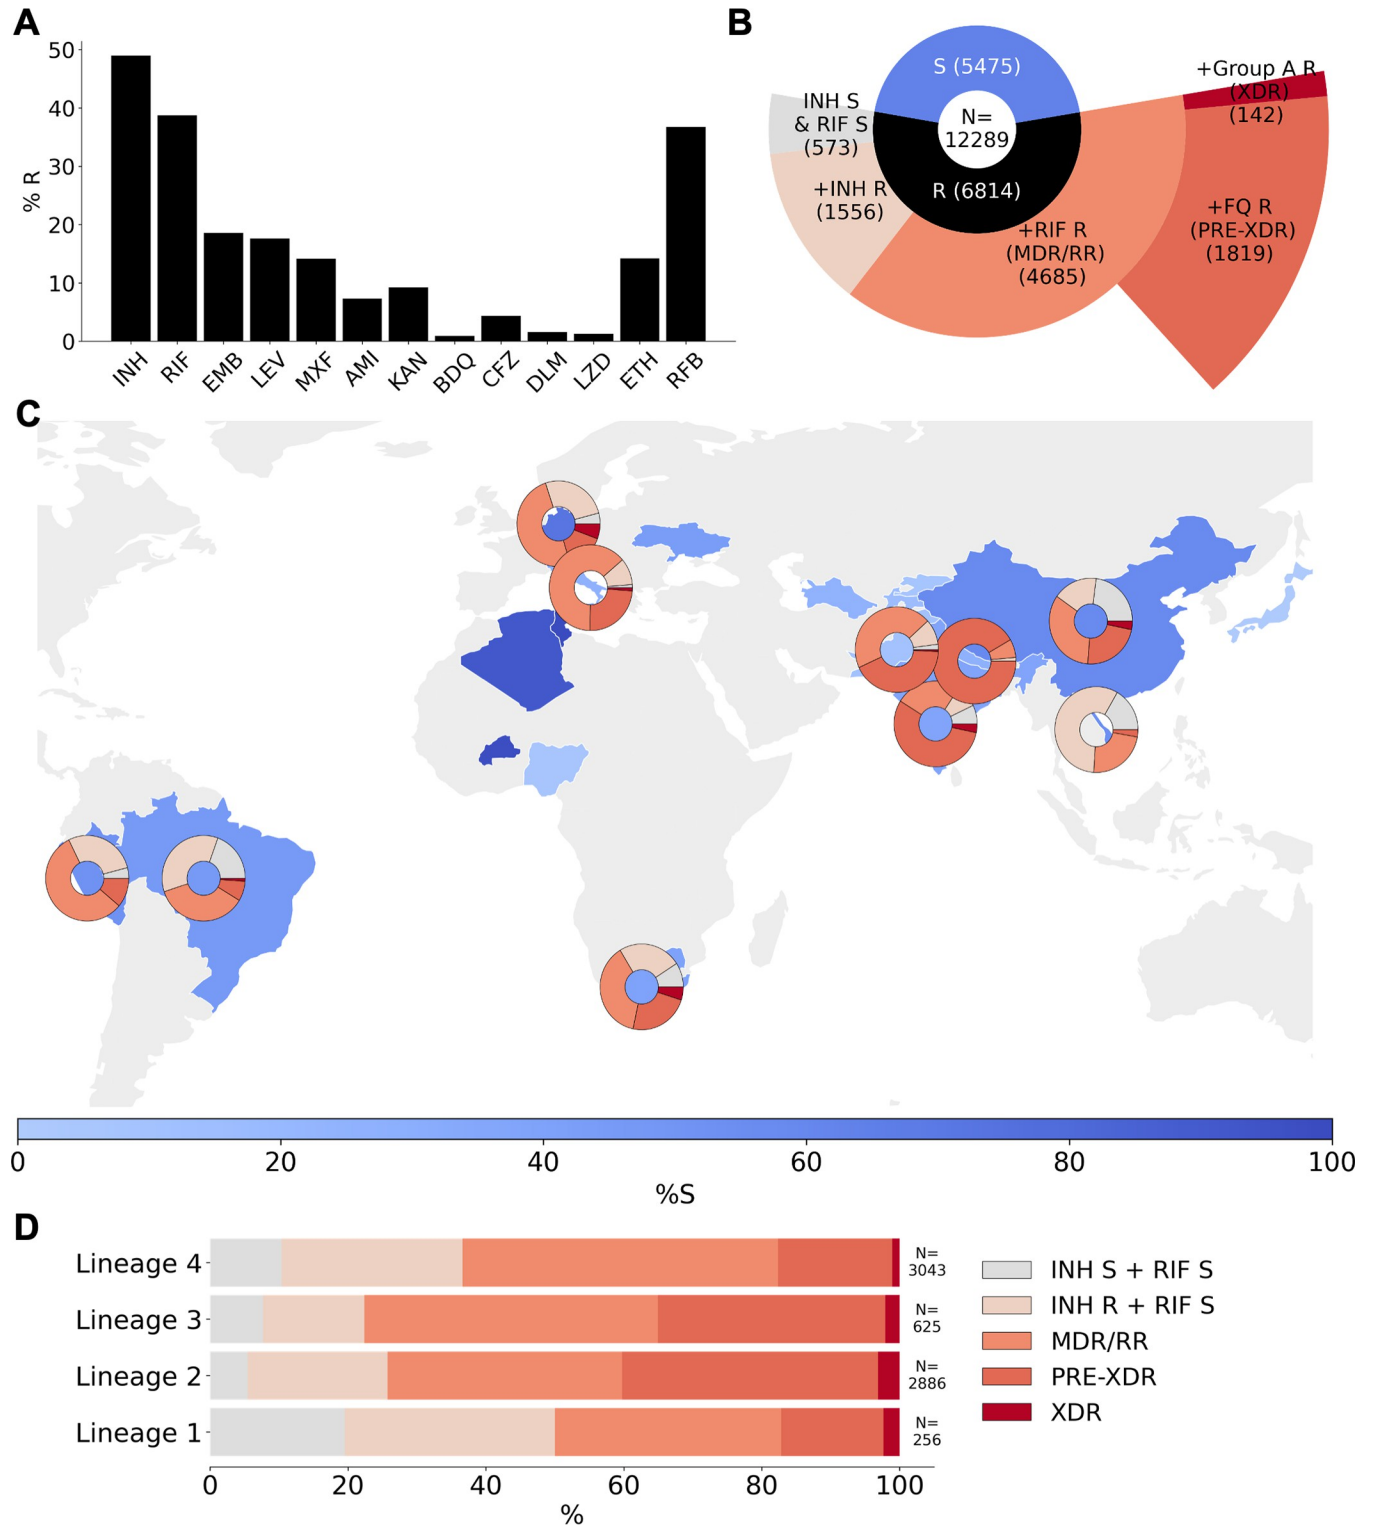 A
% R
50
40
30
20
10
0
INH
RIF
EMB
LEV
MXF
AMI
KAN
BDQ
CFZ
DLM
LZD
ETH
RFB
B
S (5475)
N=
12289
R (6814)
INH S
& RIF S
(573)
+INH R
(1556)
+RIF R
(MDR/RR)
(4685)
+Group A R
(XDR)
(142)
+FQ R
(PRE-XDR)
(1819)
C
0
20
40
60
80
100
%S
D
Lineage 4
N=
3043
Lineage 3
N=
625
Lineage 2
N=
2886
Lineage 1
N=
256
0
20
40
60
80
100
%
INH S + RIF S
INH R + RIF S
MDR/RR
PRE-XDR
XDR